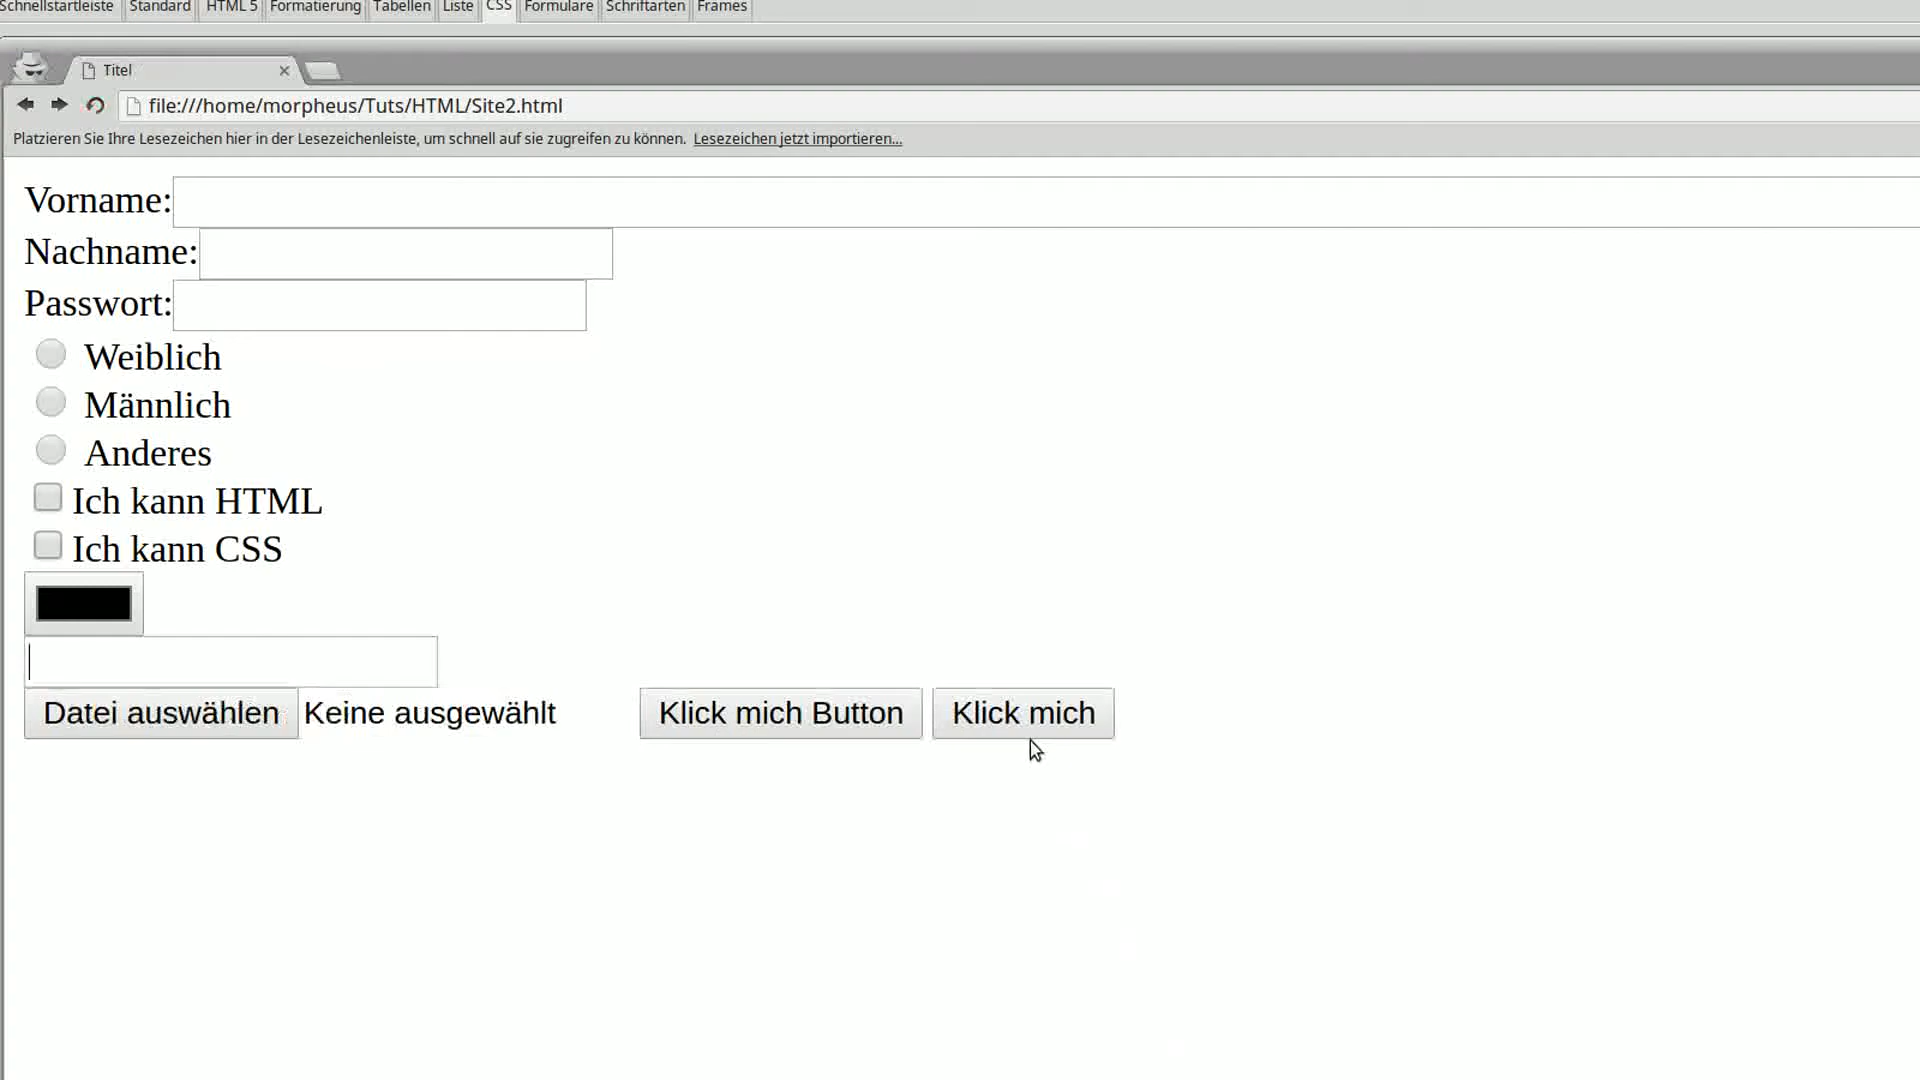 Schnellstartleiste Standard HTML 5 Formatierung Tabellen Liste CSS Formulare Schriftarten Frames
Titel
file:///home/morpheus/Tuts/HTML/Site2.html
Platzieren Sie Ihre Lesezeichen hier in der Lesezeichenleiste, um schnell auf sie zugreifen zu können. Lesezeichen jetzt importieren...
Vorname:
Nachname:
Passwort:
Weiblich
Männlich
Anderes
Ich kann HTML
Ich kann CSS
Datei auswählen Keine ausgewählt Klick mich Button Klick mich